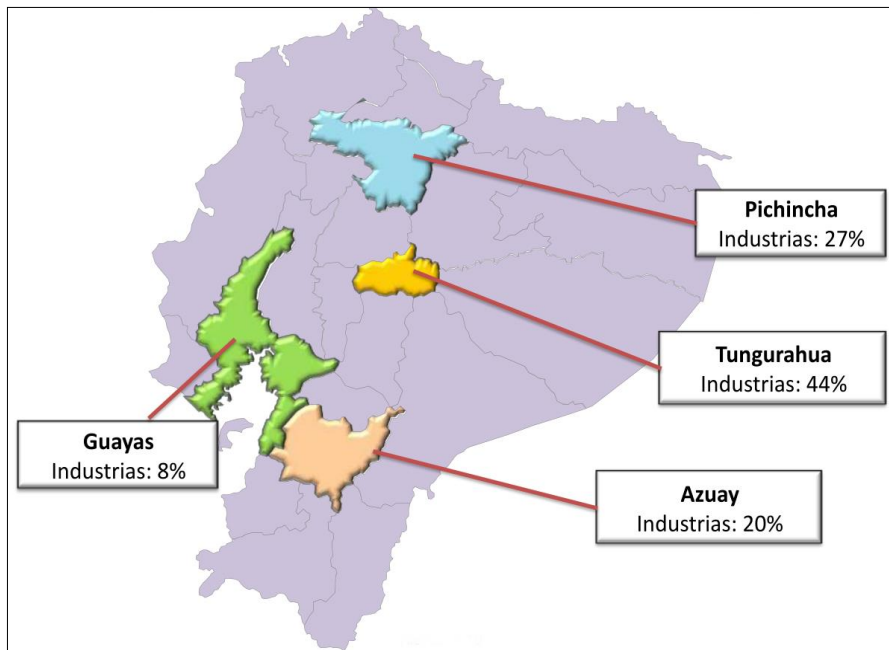 Pichincha
Industrias: 27%
Tungurahua
Industrias: 44%
Guayas
Industrias: 8%
Azuay
Industrias: 20%